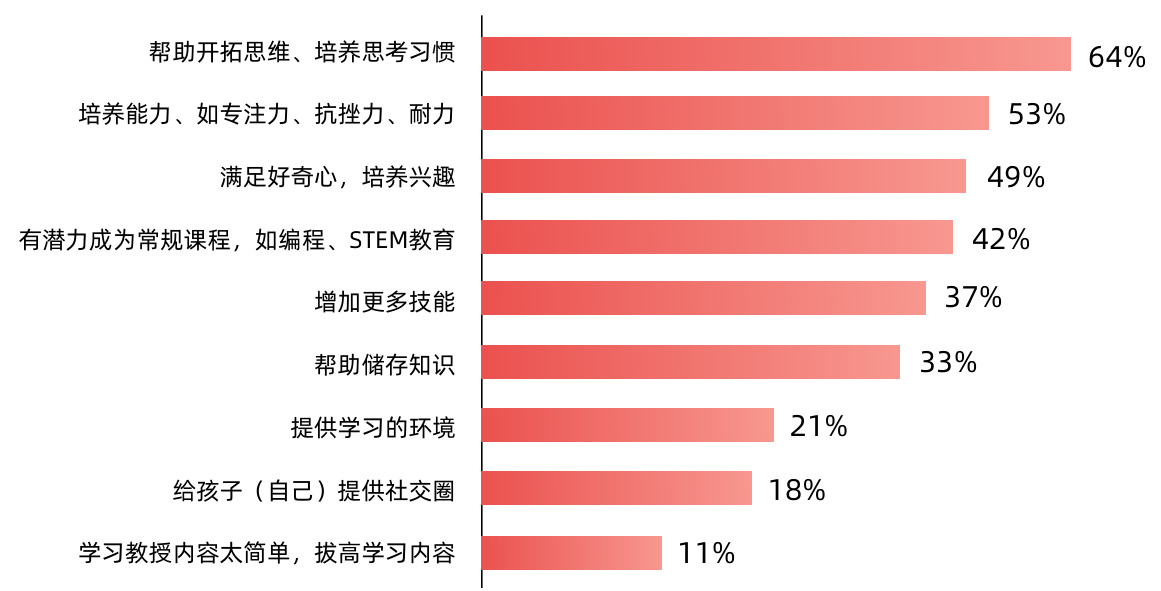 帮助开拓思维、培养思考习惯 64%
培养能力、如专注力、抗挫力、耐力 53%
满足好奇心，培养兴趣 49%
有潜力成为常规课程，如编程、STEM教育 42%
增加更多技能 37%
帮助储存知识 33%
提供学习的环境 21%
给孩子（自己）提供社交圈 18%
学习教授内容太简单，拔高学习内容 11%